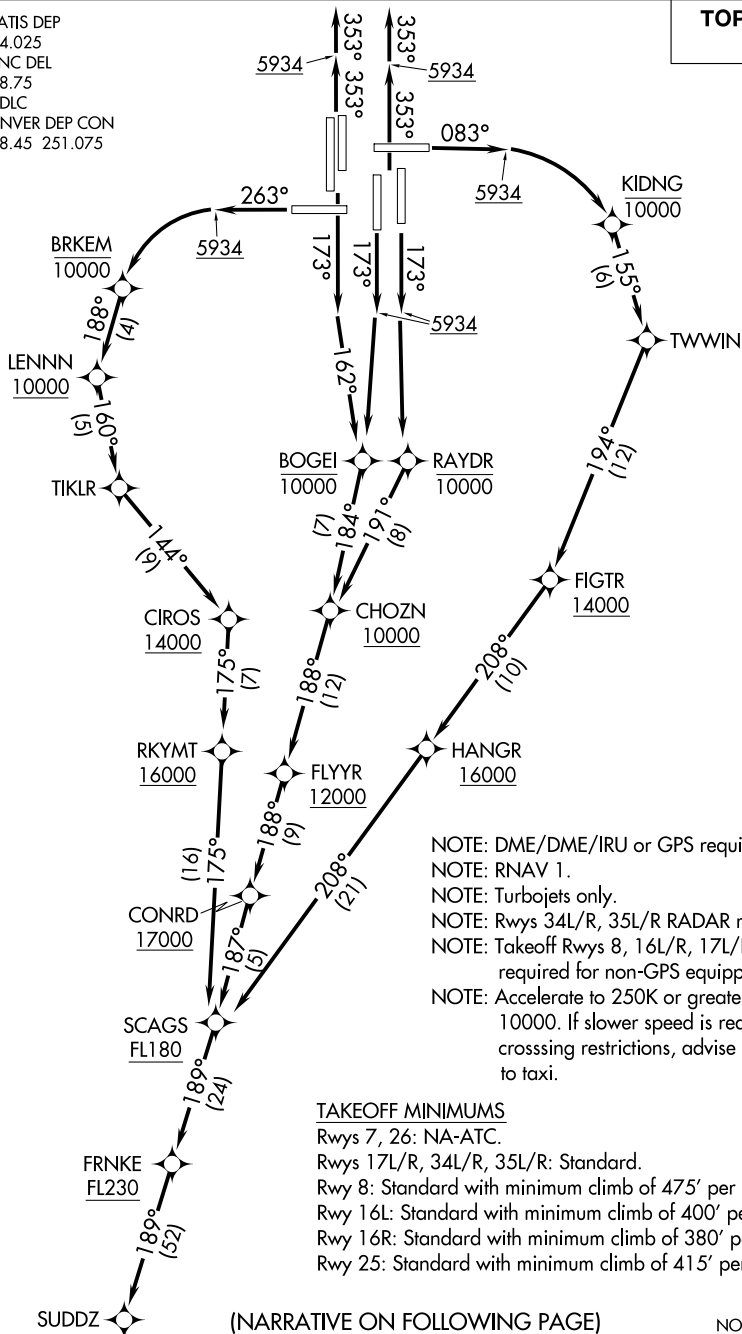 ATIS DEP
4.025
NC DEL
8.75
DLC
NVER DEP CON
8.45 251.075
TOP
353°
353°
5934
5934
353°
353°
083°
5934
KIDNG
10000
263°
5934
BRKEM
10000
173°
173°
173°
5934
155°
(6)
TWWIN
188°
(4)
LENNN
10000
162°
160°
(5)
194°
(12)
TIKLR
BOGEI
10000
RAYDR
10000
184°
(7)
191°
(8)
144°
(9)
FIGTR
14000
CIROS
14000
CHOZN
10000
208°
(10)
175°
(7)
188°
(12)
RKYMT
16000
HANGR
16000
FLYYR
12000
188°
(9)
175°
(16)
208°
(21)
CONRD
17000
187°
(5)
SCAGS
FL180
189°
(24)
FRNKE
FL230
189°
(52)
SUDDZ
NOTE: DME/DME/IRU or GPS requi
NOTE: RNAV 1.
NOTE: Turbojets only.
NOTE: Rwys 34L/R, 35L/R RADAR r
NOTE: Takeoff Rwys 8, 16L/R, 17L/
required for non-GPS equipp
NOTE: Accelerate to 250K or greate
10000. If slower speed is rec
crosssing restrictions, advise
to taxi.
TAKEOFF MINIMUMS
Rwys 7, 26: NA-ATC.
Rwys 17L/R, 34L/R, 35L/R: Standard.
Rwy 8: Standard with minimum climb of 475' per
Rwy 16L: Standard with minimum climb of 400' pe
Rwy 16R: Standard with minimum climb of 380' p
Rwy 25: Standard with minimum climb of 415' per
(NARRATIVE ON FOLLOWING PAGE)
NO